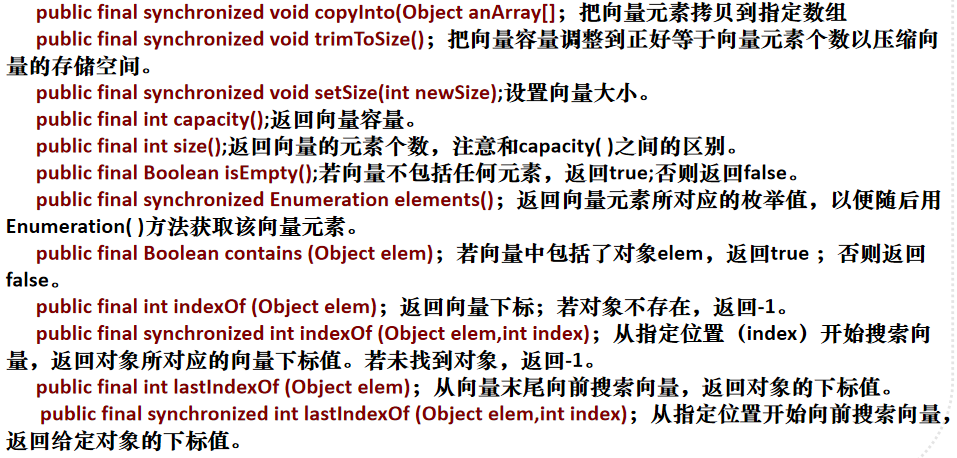 public final synchronized void copyInto(Object anArray[]；把向量元素拷贝到指定数组
public final synchronized void trimToSize()；把向量容量调整到正好等于向量元素个数以压缩向
量的存储空间。
public final synchronized void setSize(int newSize);设置向量大小。
public final int capacity();返回向量容量。
public final int size();返回向量的元素个数，注意和capacity( )之间的区别。
public final Boolean isEmpty();若向量不包括任何元素，返回true;否则返回false。
public final synchronized Enumeration elements()；返回向量元素所对应的枚举值，以便随后用
Enumeration( )方法获取该向量元素。
public final Boolean contains (Object elem)；若向量中包括了对象elem，返回true ；否则返回
false。
public final int indexOf (Object elem)；返回向量下标；若对象不存在，返回-1。
public final synchronized int indexOf (Object elem,int index)；从指定位置（index）开始搜索向
量，返回对象所对应的向量下标值。若未找到对象，返回-1。
public final int lastIndexOf (Object elem)；从向量末尾向前搜索向量，返回对象的下标值。
public final synchronized int lastIndexOf (Object elem,int index)；从指定位置开始向前搜索向量，
返回给定对象的下标值。